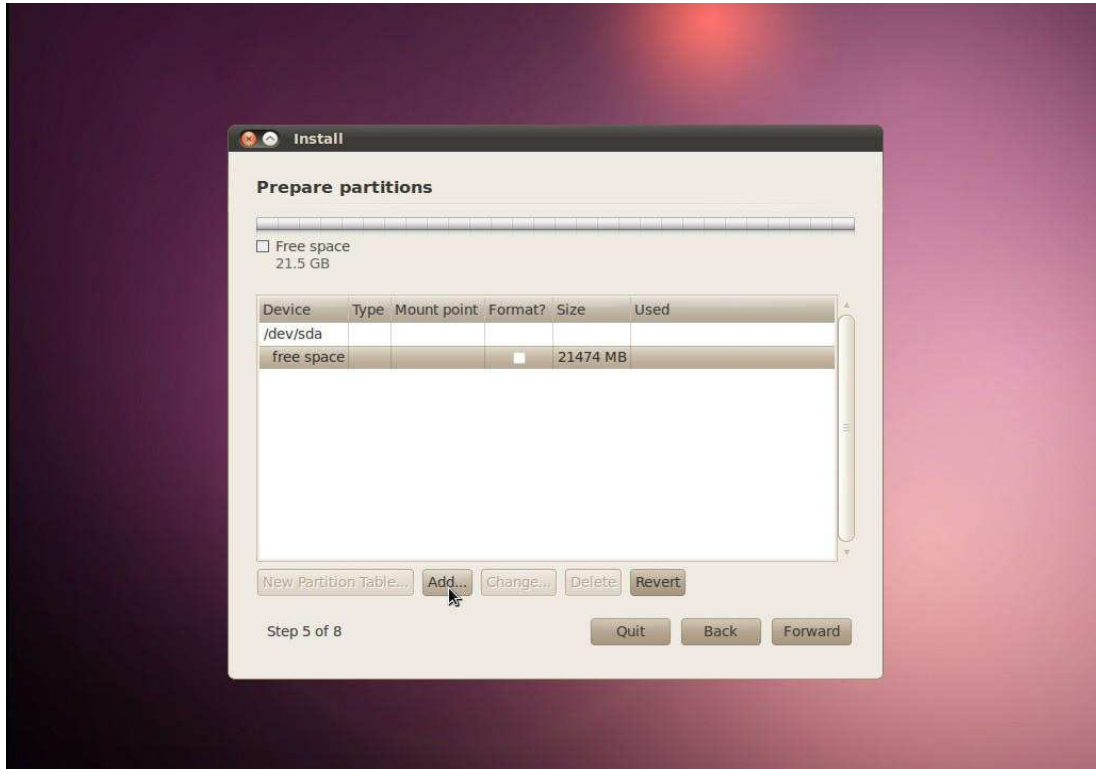 Install
Prepare partitions
Free space
21.5 GB
Device Type Mount point Format? Size Used
/dev/sda
free space 21474 MB
New Partition Table... Add... Change... Delete Revert
Step 5 of 8 Quit Back Forward